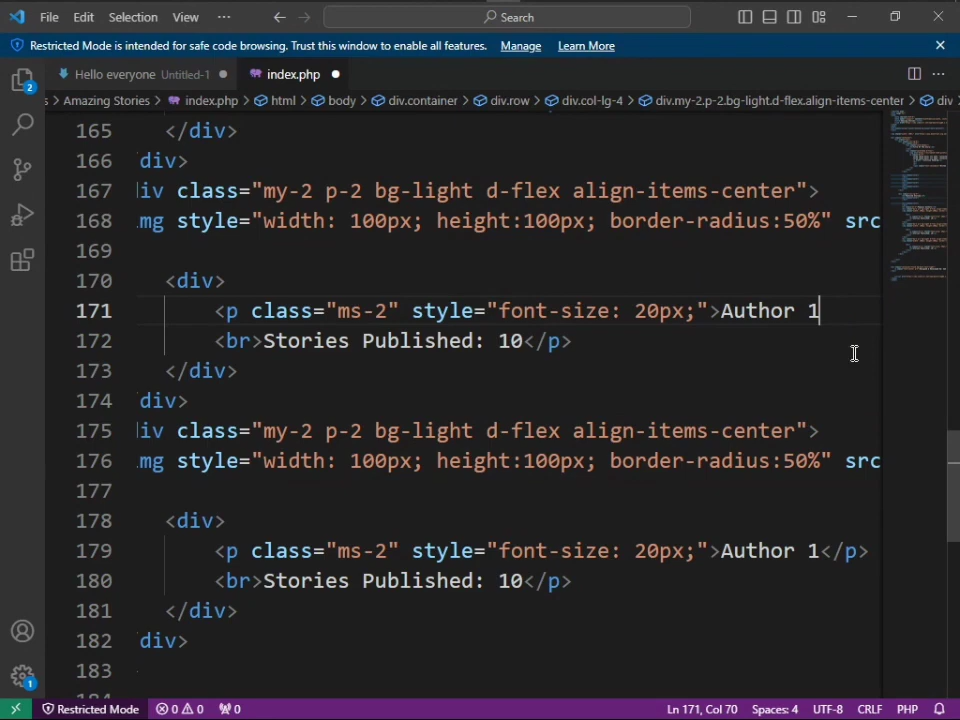 File Edit Selection View ··· Search
Restricted Mode is intended for safe code browsing. Trust this window to enable all features. Manage Learn More
Hello everyone Untitled-1 index.php
s > Amazing Stories > index.php > html > body > div.container > div.row > div.col-lg-4 > div.my-2.p-2.bg-light.d-flex.align-items-center > div
165 </div>
166 div>
167 iv class="my-2 p-2 bg-light d-flex align-items-center">
168 mg style="width: 100px; height:100px; border-radius:50%" src
169
170 <div>
171 <p class="ms-2" style="font-size: 20px;">Author 1
172 <br>Stories Published: 10</p>
173 </div>
174 div>
175 iv class="my-2 p-2 bg-light d-flex align-items-center">
176 mg style="width: 100px; height:100px; border-radius:50%" src
177
178 <div>
179 <p class="ms-2" style="font-size: 20px;">Author 1</p>
180 <br>Stories Published: 10</p>
181 </div>
182 div>
183
2
1
Restricted Mode 0 0 0 Ln 171, Col 70 Spaces: 4 UTF-8 CRLF PHP